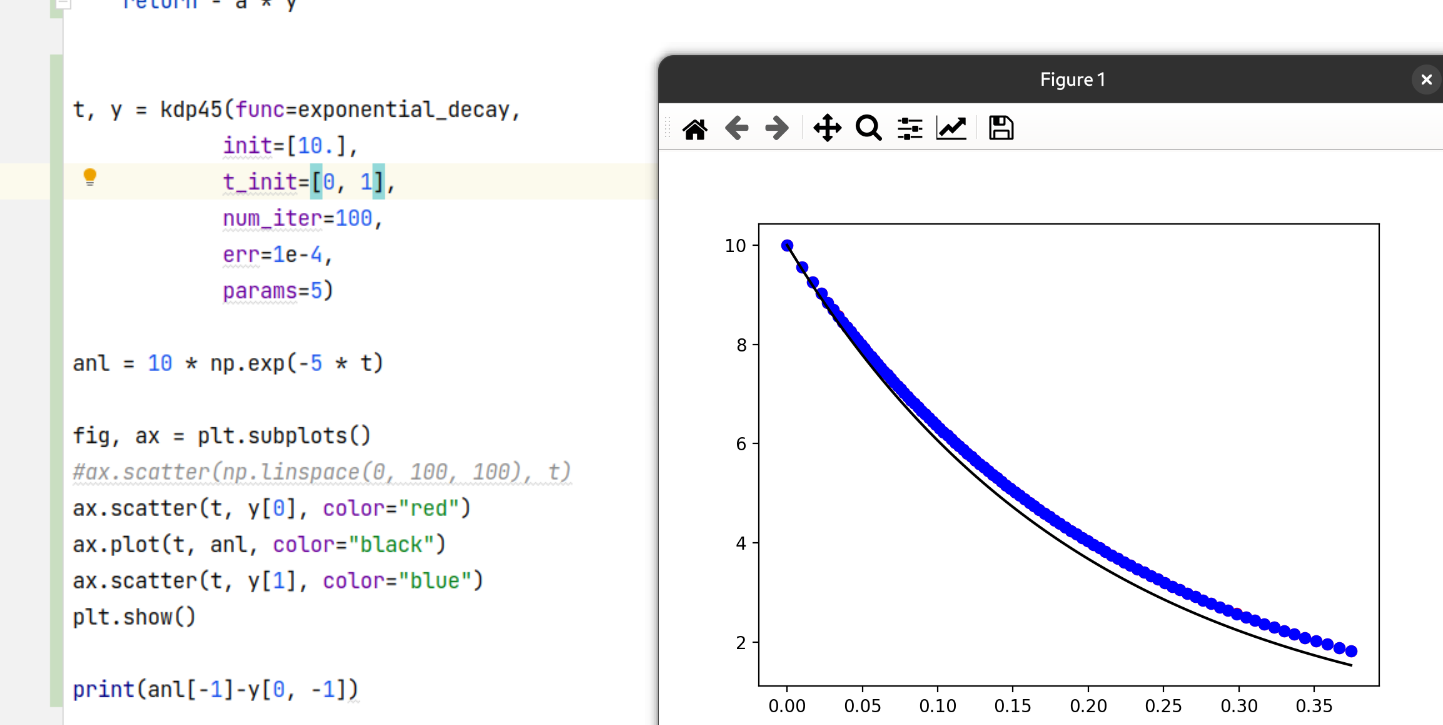 return - a * y
t, y = kdp45(func=exponential_decay,
init=[10.],
t_init=[0, 1],
num_iter=100,
err=1e-4,
params=5)
anl = 10 * np.exp(-5 * t)
fig, ax = plt.subplots()
#ax.scatter(np.linspace(0, 100, 100), t)
ax.scatter(t, y[0], color="red")
ax.plot(t, anl, color="black")
ax.scatter(t, y[1], color="blue")
plt.show()
print(anl[-1]-y[0, -1])
Figure 1
10
8
6
4
2
0.00 0.05 0.10 0.15 0.20 0.25 0.30 0.35